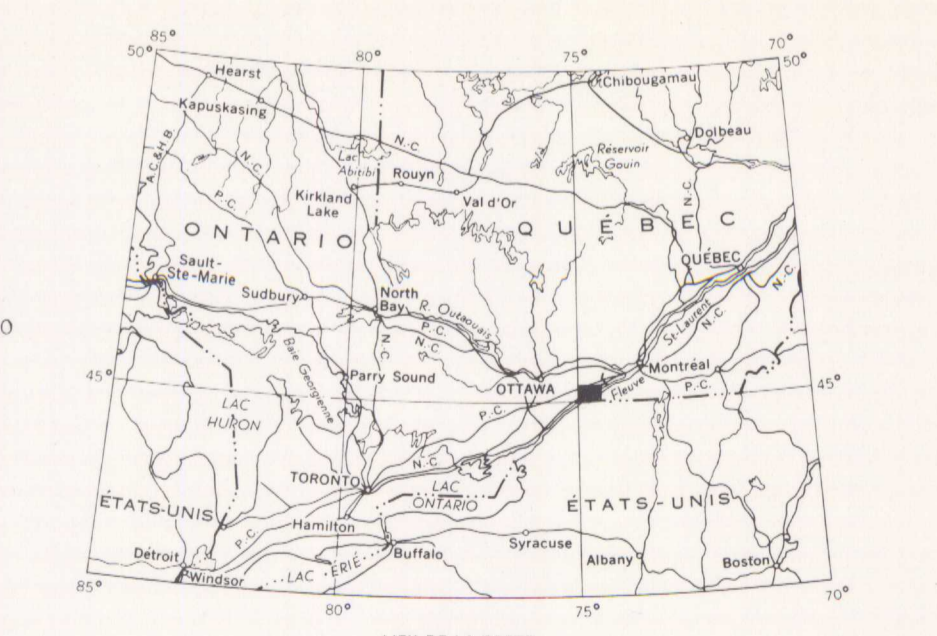 85°
50°
80°
75°
70°
50°
Hearst
Chibougamau
Kapuskasing
A.C.&H.B.
N.-C.
N.-C.
Dolbeau
Lac
Abitibi
Rouyn
Réservoir
Gouin
P.-C.
Kirkland
Lake
Val d'Or
N.-C.
ONTARIO
QUÉBEC
QUÉBEC
Sault-
Ste-Marie
Sudbury
North
Bay
R. Outaouais
P.-C.
N.-C.
N.-C.
St-Laurent
N.-C.
N.-C.
Baie Georgienne
Parry Sound
Montréal
45°
OTTAWA
Fleuve
P.-C.
45°
LAC
HURON
P.-C.
N.-C.
TORONTO
LAC
ONTARIO
ÉTATS-UNIS
ÉTATS-UNIS
Hamilton
P.-C.
Détroit
Windsor
LAC ÉRIÉ
Buffalo
Syracuse
Albany
Boston
85°
80°
75°
70°